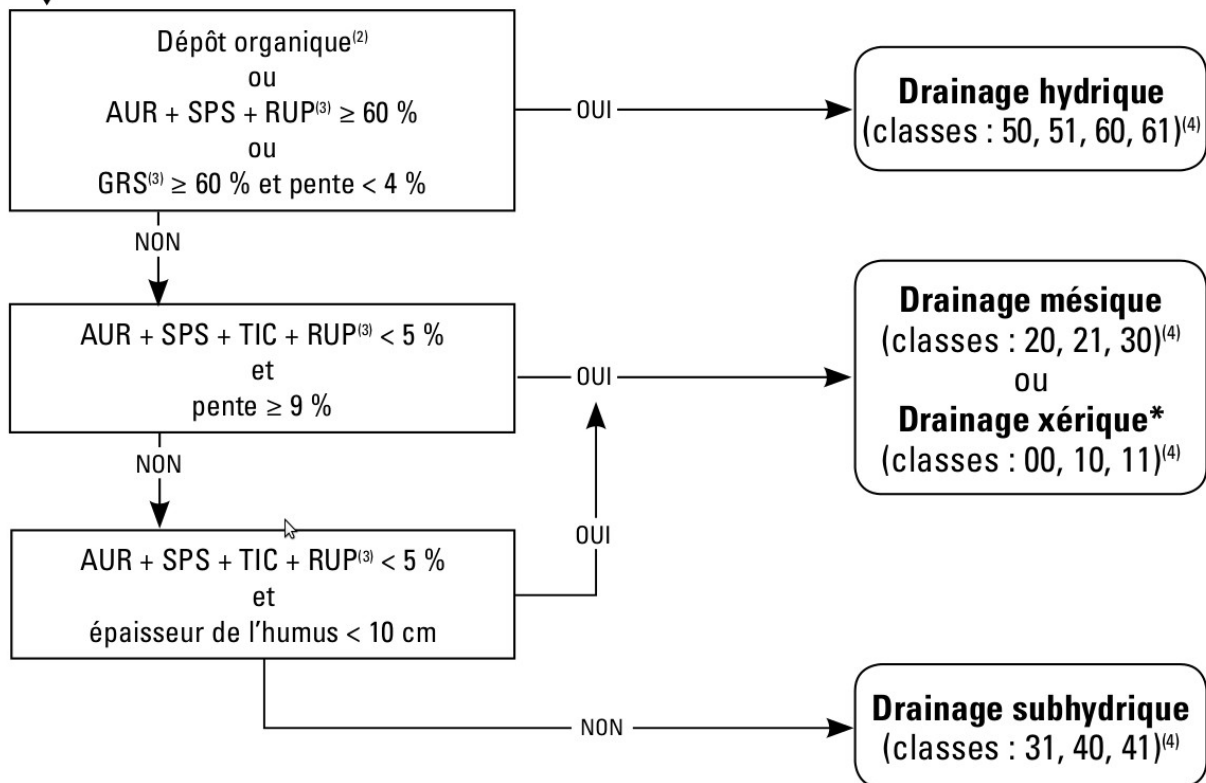 Dépôt organique(2)
ou
AUR + SPS + RUP(3) ≥ 60 %
ou
GRS(3) ≥ 60 % et pente < 4 %
OUI
Drainage hydrique
(classes : 50, 51, 60, 61)(4)
NON
AUR + SPS + TIC + RUP(3) < 5 %
et
pente ≥ 9 %
OUI
Drainage mésique
(classes : 20, 21, 30)(4)
ou
Drainage xérique*
(classes : 00, 10, 11)(4)
NON
AUR + SPS + TIC + RUP(3) < 5 %
et
épaisseur de l'humus < 10 cm
OUI
NON
Drainage subhydrique
(classes : 31, 40, 41)(4)